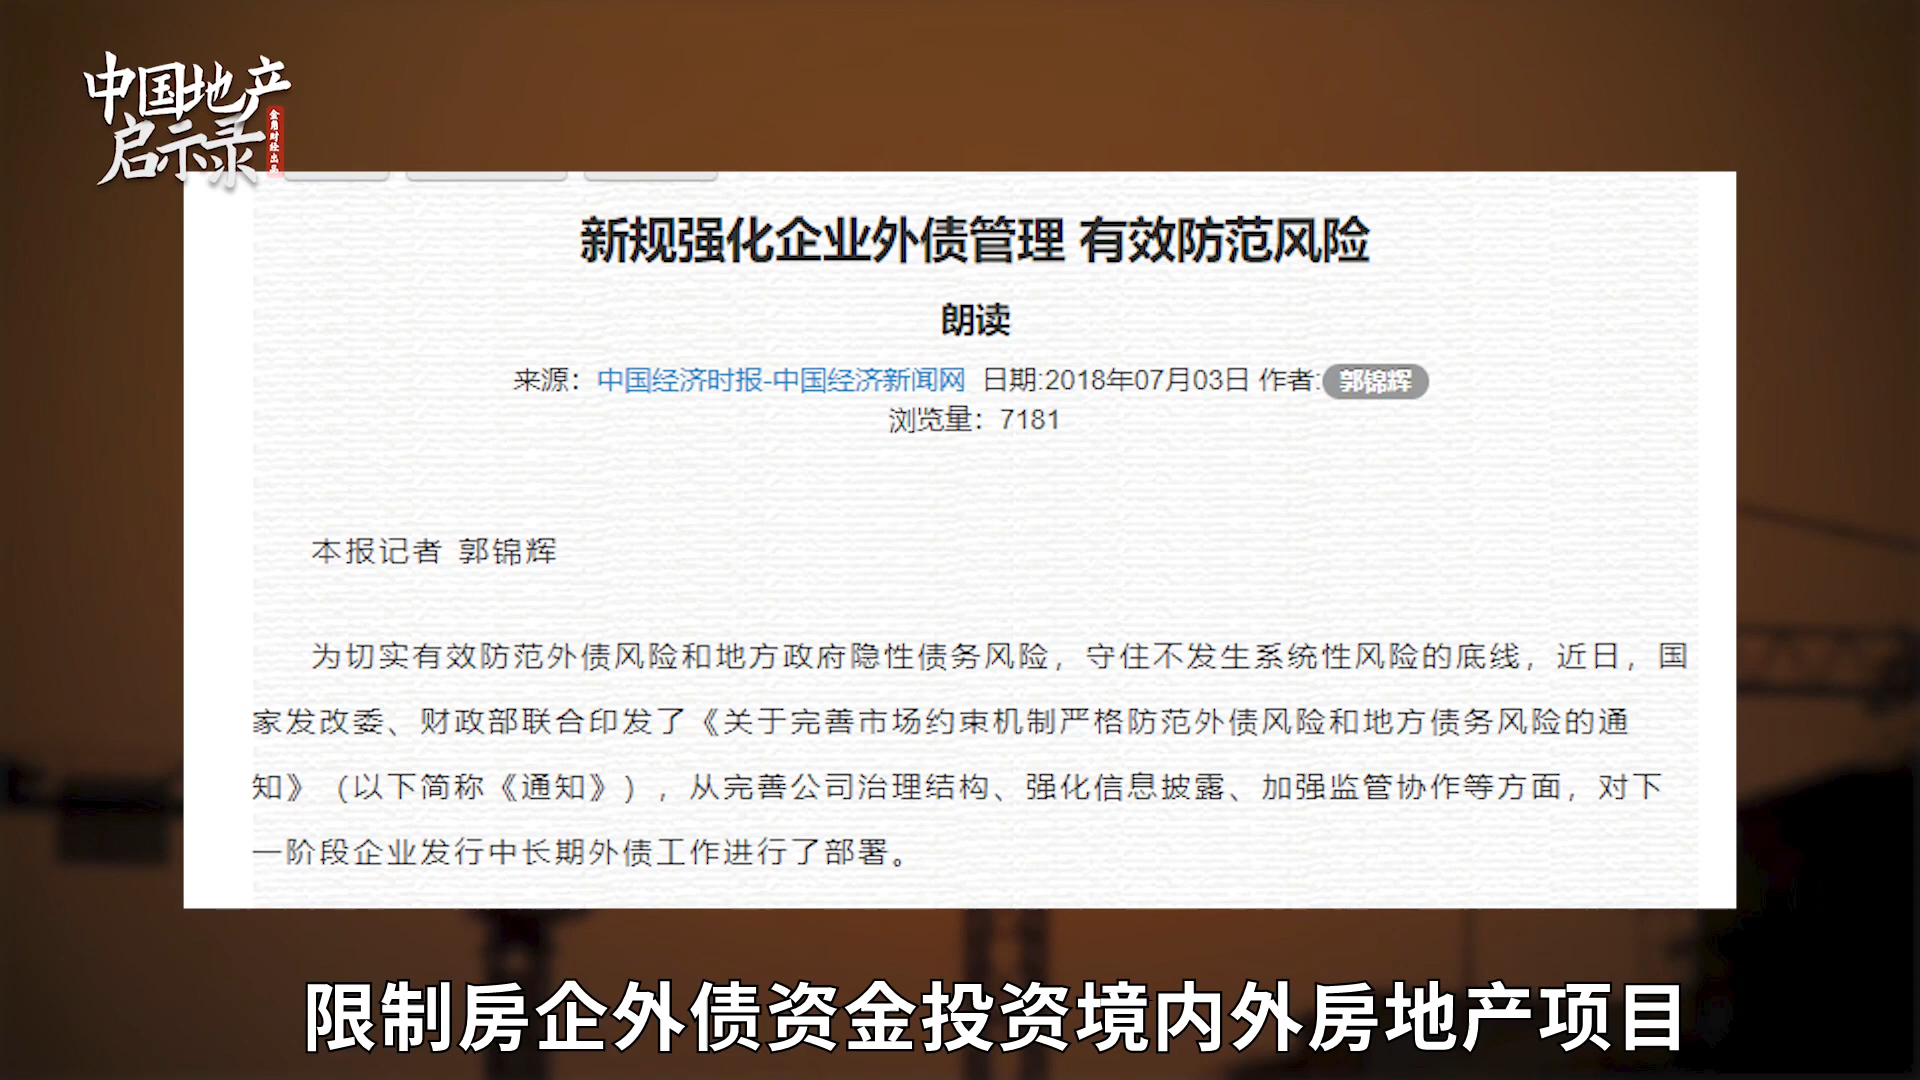 中国地产
启示录
金角财经出品
新规强化企业外债管理 有效防范风险
朗读
来源：中国经济时报-中国经济新闻网 日期:2018年07月03日 作者:郭锦辉
浏览量：7181
本报记者 郭锦辉
为切实有效防范外债风险和地方政府隐性债务风险，守住不发生系统性风险的底线，近日，国
家发改委、财政部联合印发了《关于完善市场约束机制严格防范外债风险和地方债务风险的通
知》（以下简称《通知》），从完善公司治理结构、强化信息披露、加强监管协作等方面，对下
一阶段企业发行中长期外债工作进行了部署。
限制房企外债资金投资境内外房地产项目